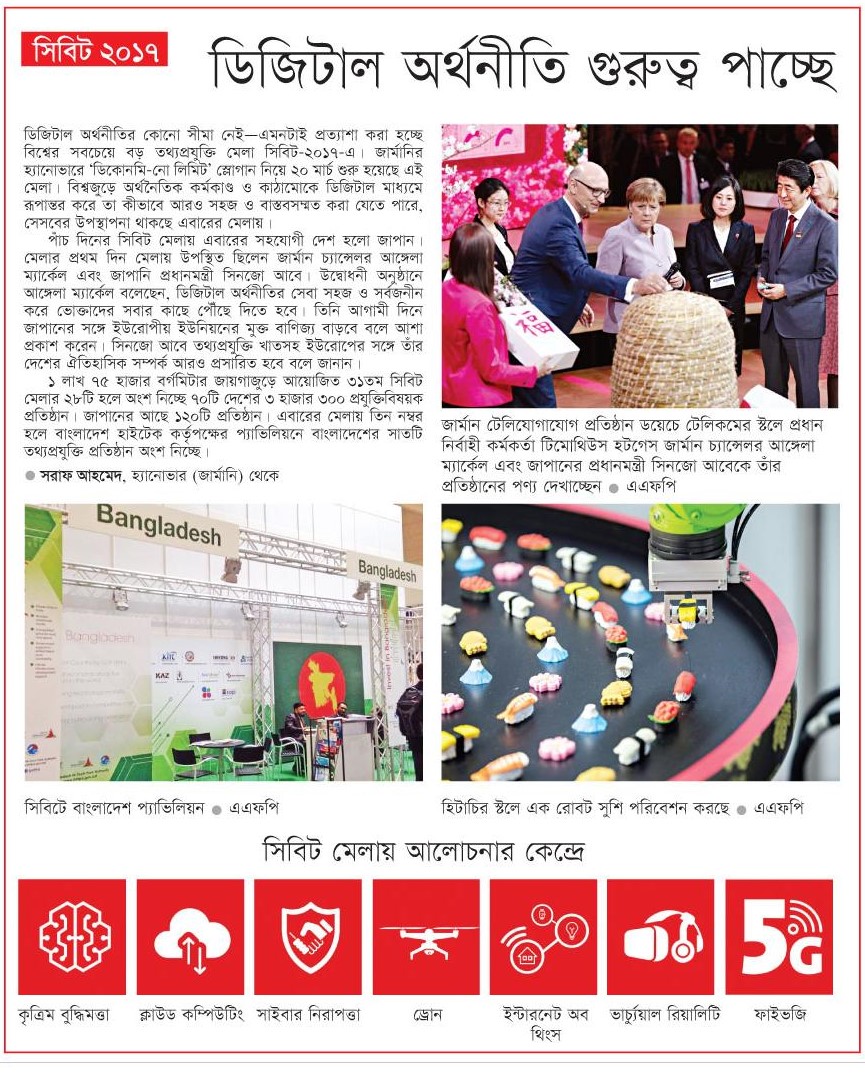 সিবিট ২০১৭
ডিজিটাল অর্থনীতি গুরুত্ব পাচ্ছে
ডিজিটাল অর্থনীতির কোনো সীমা নেই—এমনটাই প্রত্যাশা করা হচ্ছে
বিশ্বের সবচেয়ে বড় তথ্যপ্রযুক্তি মেলা সিবিট-২০১৭-এ। জার্মানির
হ্যানোভারে ‘ডিকোনমি-নো লিমিট’ স্লোগান নিয়ে ২০ মার্চ শুরু হয়েছে এই
মেলা। বিশ্বজুড়ে অর্থনৈতিক কর্মকাণ্ড ও কাঠামোকে ডিজিটাল মাধ্যমে
রূপান্তর করে তা কীভাবে আরও সহজ ও বাস্তবসম্মত করা যেতে পারে,
সেসবের উপস্থাপনা থাকছে এবারের মেলায়।
পাঁচ দিনের সিবিট মেলায় এবারের সহযোগী দেশ হলো জাপান।
মেলার প্রথম দিন মেলায় উপস্থিত ছিলেন জার্মান চ্যান্সেলর আঙ্গেলা
ম্যার্কেল এবং জাপানি প্রধানমন্ত্রী সিনজো আবে। উদ্বোধনী অনুষ্ঠানে
আঙ্গেলা ম্যার্কেল বলেছেন, ডিজিটাল অর্থনীতির সেবা সহজ ও সর্বজনীন
করে ভোক্তাদের সবার কাছে পৌঁছে দিতে হবে। তিনি আগামী দিনে
জাপানের সঙ্গে ইউরোপীয় ইউনিয়নের মুক্ত বাণিজ্য বাড়বে বলে আশা
প্রকাশ করেন। সিনজো আবে তথ্যপ্রযুক্তি খাতসহ ইউরোপের সঙ্গে তাঁর
দেশের ঐতিহাসিক সম্পর্ক আরও প্রসারিত হবে বলে জানান।
১ লাখ ৭৫ হাজার বর্গমিটার জায়গাজুড়ে আয়োজিত ৩১তম সিবিট
মেলার ২৮টি হলে অংশ নিচ্ছে ৭০টি দেশের ৩ হাজার ৩০০ প্রযুক্তিবিষয়ক
প্রতিষ্ঠান। জাপানের আছে ১২০টি প্রতিষ্ঠান। এবারের মেলায় তিন নম্বর
হলে বাংলাদেশ হাইটেক কর্তৃপক্ষের প্যাভিলিয়নে বাংলাদেশের সাতটি
তথ্যপ্রযুক্তি প্রতিষ্ঠান অংশ নিচ্ছে।
● সরাফ আহমেদ, হ্যানোভার (জার্মানি) থেকে
福
জার্মান টেলিযোগাযোগ প্রতিষ্ঠান ডয়েচে টেলিকমের স্টলে প্রধান
নির্বাহী কর্মকর্তা টিমোথিউস হটগেস জার্মান চ্যান্সেলর আঙ্গেলা
ম্যার্কেল এবং জাপানের প্রধানমন্ত্রী সিনজো আবেকে তাঁর
প্রতিষ্ঠানের পণ্য দেখাচ্ছেন ● এএফপি
Bangladesh
Bangladesh
Bangladesh
KAZ
সিবিটে বাংলাদেশ প্যাভিলিয়ন ● এএফপি
হিটাচির স্টলে এক রোবট সুশি পরিবেশন করছে ● এএফপি
সিবিট মেলায় আলোচনার কেন্দ্রে
5G
কৃত্রিম বুদ্ধিমত্তা
ক্লাউড কম্পিউটিং
সাইবার নিরাপত্তা
ড্রোন
ইন্টারনেট অব
থিংস
ভার্চ্যুয়াল রিয়ালিটি
ফাইভজি